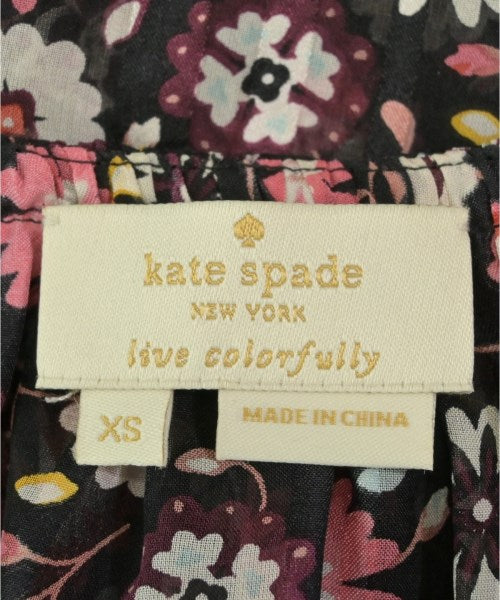 kate spade
NEW YORK
live colorfully
XS
MADE IN CHINA